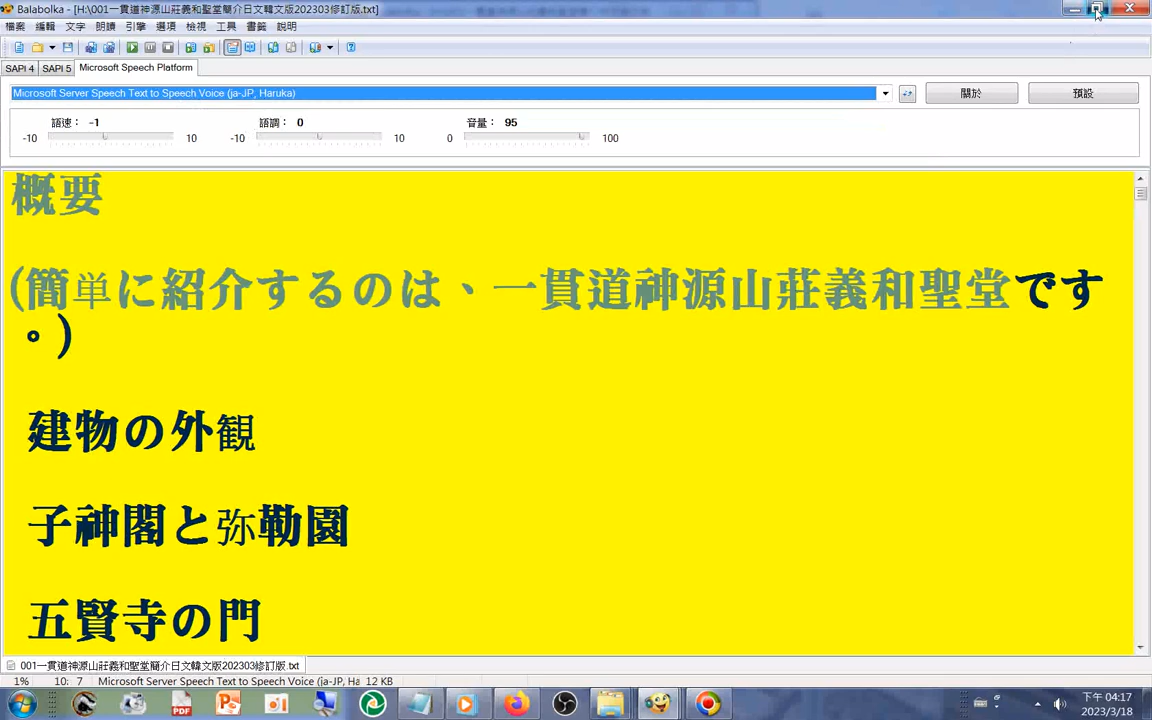 Balabolka - [H:\001一貫道神源山莊義和聖堂簡介日文韓文版202303修訂版.txt]
檔案 編輯 文字 朗讀 引擎 選項 檢視 工具 書籤 說明
SAPI 4 SAPI 5 Microsoft Speech Platform
Microsoft Server Speech Text to Speech Voice (ja-JP, Haruka) 關於 預設
語速： -1 語調： 0 音量： 95
-10 10 -10 10 0 100
概要
(簡単に紹介するのは、一貫道神源山莊義和聖堂です
。)
建物の外観
子神閣と弥勒園
五賢寺の門
001一貫道神源山莊義和聖堂簡介日文韓文版202303修訂版.txt
1% 10: 7 Microsoft Server Speech Text to Speech Voice (ja-JP, Ha 12 KB
下午 04:17
2023/3/18